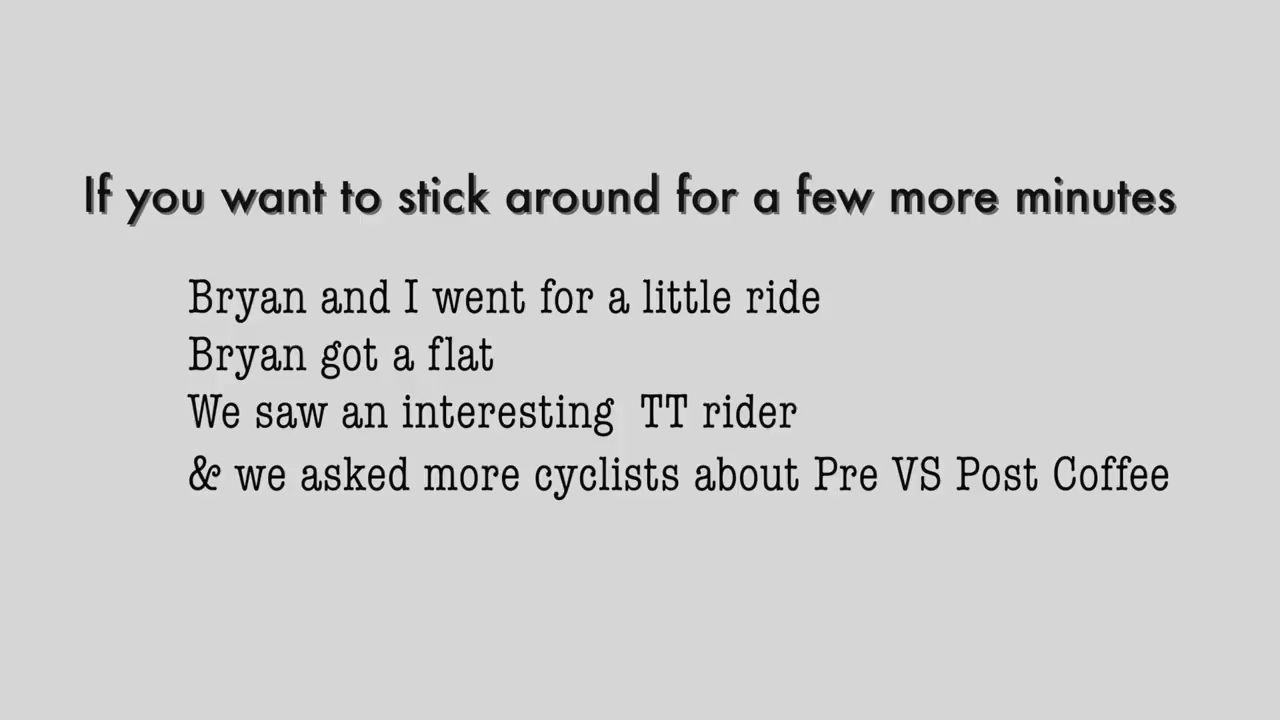 If you want to stick around for a few more minutes
Bryan and I went for a little ride
Bryan got a flat
We saw an interesting  TT rider
& we asked more cyclists about Pre VS Post Coffee